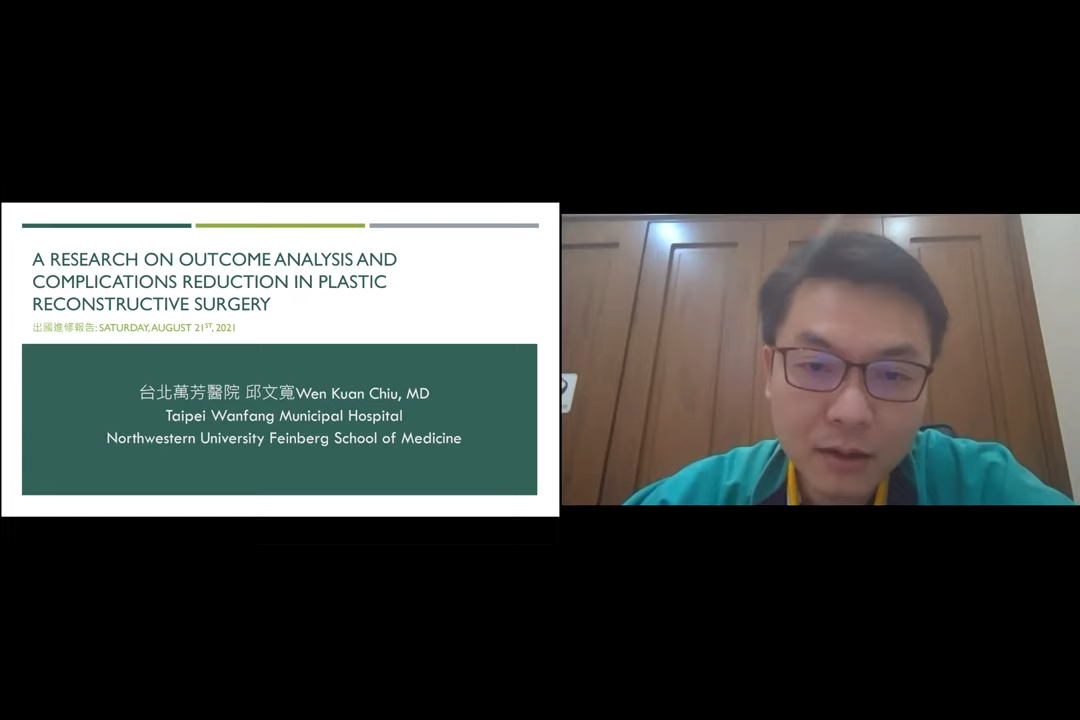 A RESEARCH ON OUTCOME ANALYSIS AND
COMPLICATIONS REDUCTION IN PLASTIC
RECONSTRUCTIVE SURGERY
出國進修報告: SATURDAY, AUGUST 21ST, 2021
台北萬芳醫院 邱文寬Wen Kuan Chiu, MD
Taipei Wanfang Municipal Hospital
Northwestern University Feinberg School of Medicine